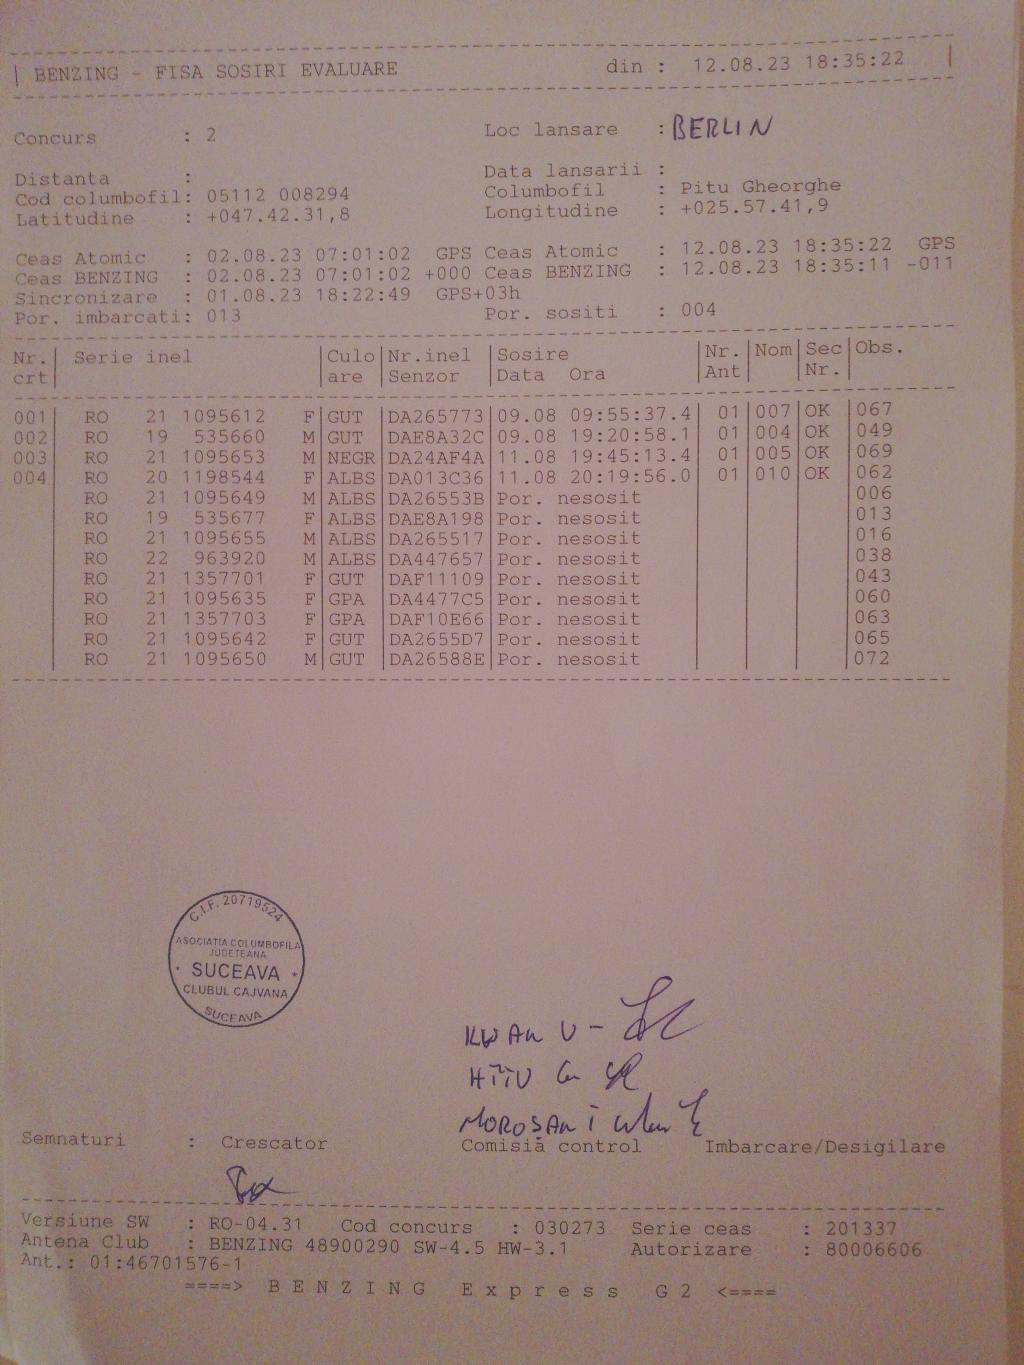 BENZING - FISA SOSIRI EVALUARE din : 12.08.23 18:35:22
Concurs : 2 Loc lansare : BERLIN
Distanta : Data lansarii :
Cod columbofil: 05112 008294 Columbofil : Pitu Gheorghe
Latitudine : +047.42.31,8 Longitudine : +025.57.41,9
Ceas Atomic : 02.08.23 07:01:02 GPS Ceas Atomic : 12.08.23 18:35:22 GPS
Ceas BENZING : 02.08.23 07:01:02 +000 Ceas BENZING : 12.08.23 18:35:11 -011
Sincronizare : 01.08.23 18:22:49 GPS+03h
Por. imbarcati: 013 Por. sositi : 004
Nr. Serie inel Culo Nr.inel Sosire Nr. Nom Sec Obs.
crt are Senzor Data Ora Ant Nr.
001 RO 21 1095612 F GUT DA265773 09.08 09:55:37.4 01 007 OK 067
002 RO 19 535660 M GUT DAE8A32C 09.08 19:20:58.1 01 004 OK 049
003 RO 21 1095653 M NEGR DA24AF4A 11.08 19:45:13.4 01 005 OK 069
004 RO 20 1198544 F ALBS DA013C36 11.08 20:19:56.0 01 010 OK 062
RO 21 1095649 M ALBS DA26553B Por. nesosit 006
RO 19 535677 F ALBS DAE8A198 Por. nesosit 013
RO 21 1095655 M ALBS DA265517 Por. nesosit 016
RO 22 963920 M ALBS DA447657 Por. nesosit 038
RO 21 1357701 F GUT DAF11109 Por. nesosit 043
RO 21 1095635 F GPA DA4477C5 Por. nesosit 060
RO 21 1357703 F GPA DAF10E66 Por. nesosit 063
RO 21 1095642 F GUT DA2655D7 Por. nesosit 065
RO 21 1095650 M GUT DA26588E Por. nesosit 072
C.I.F. 20719524
ASOCIATIA COLUMBOFILA
JUDETEANA
SUCEAVA
CLUBUL CAJVANA
SUCEAVA
MOROȘAN
Semnaturi : Crescator Comisia control Imbarcare/Desigilare
Versiune SW : RO-04.31 Cod concurs : 030273 Serie ceas : 201337
Antena Club : BENZING 48900290 SW-4.5 HW-3.1 Autorizare : 80006606
Ant.: 01:46701576-1
====> BENZING Express G2 <====